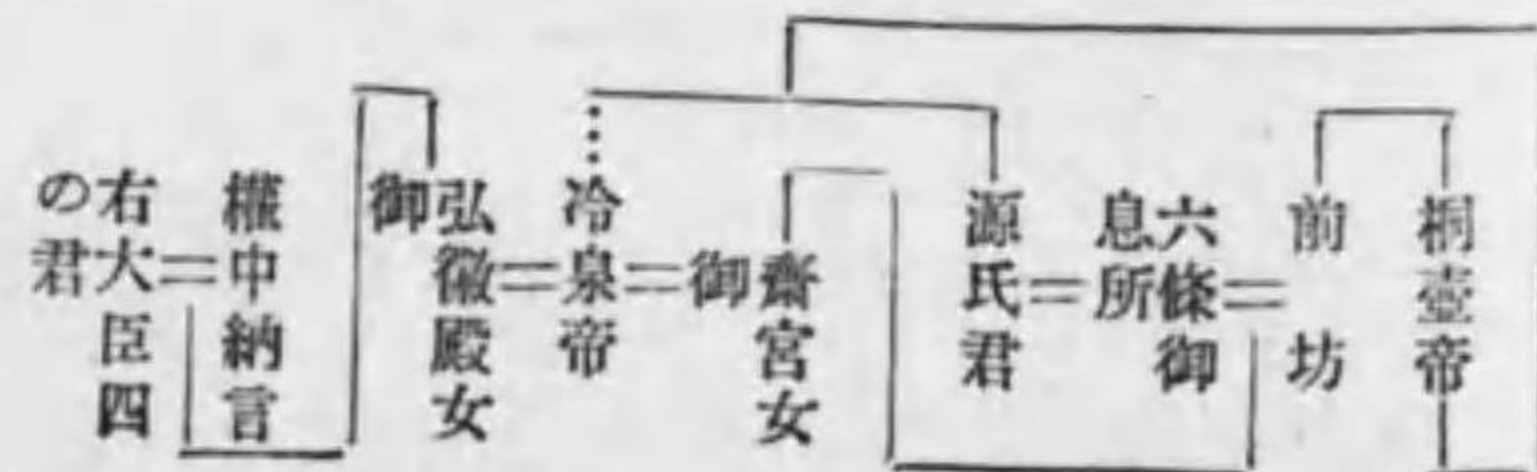 桐壺帝
前坊
六條御
息所
源氏君
齋宮女
御
冷泉帝
弘徽殿女
御
權中納言
右大臣四
の君